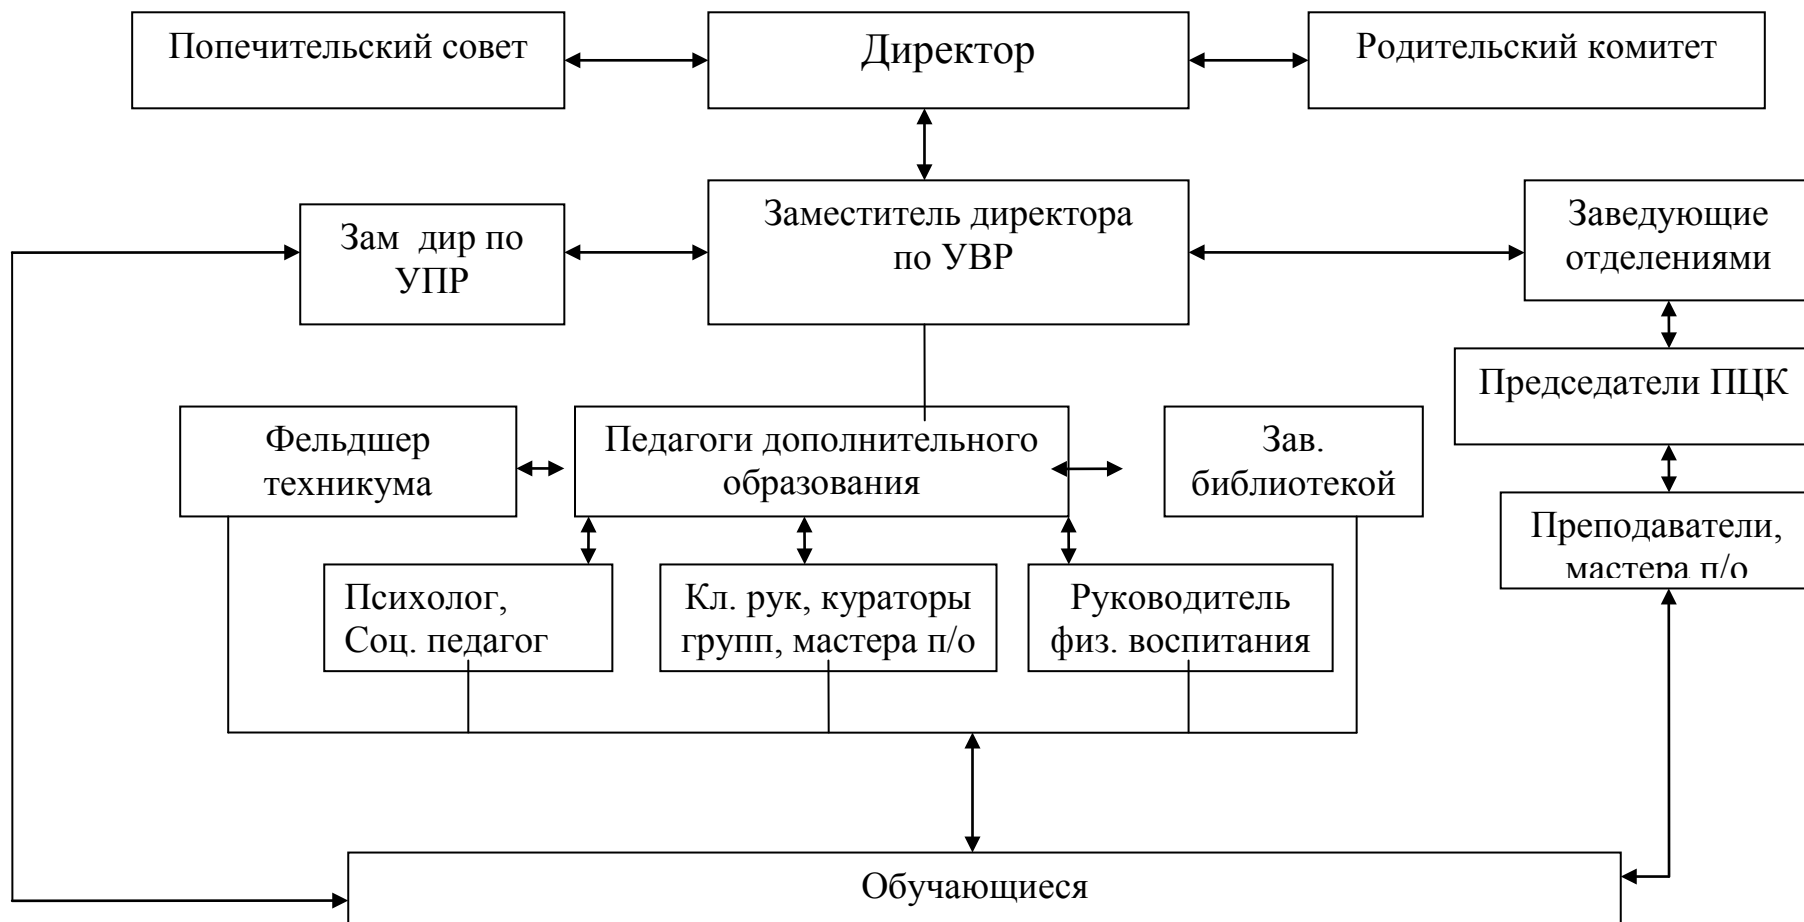 Попечительский совет
Директор
Родительский комитет
Зам дир по
УПР
Заместитель директора
по УВР
Заведующие
отделениями
Председатели ПЦК
Фельдшер
техникума
Педагоги дополнительного
образования
Зав.
библиотекой
Преподаватели,
мастера п/о
Психолог,
Соц. педагог
Кл. рук, кураторы
групп, мастера п/о
Руководитель
физ. воспитания
Обучающиеся